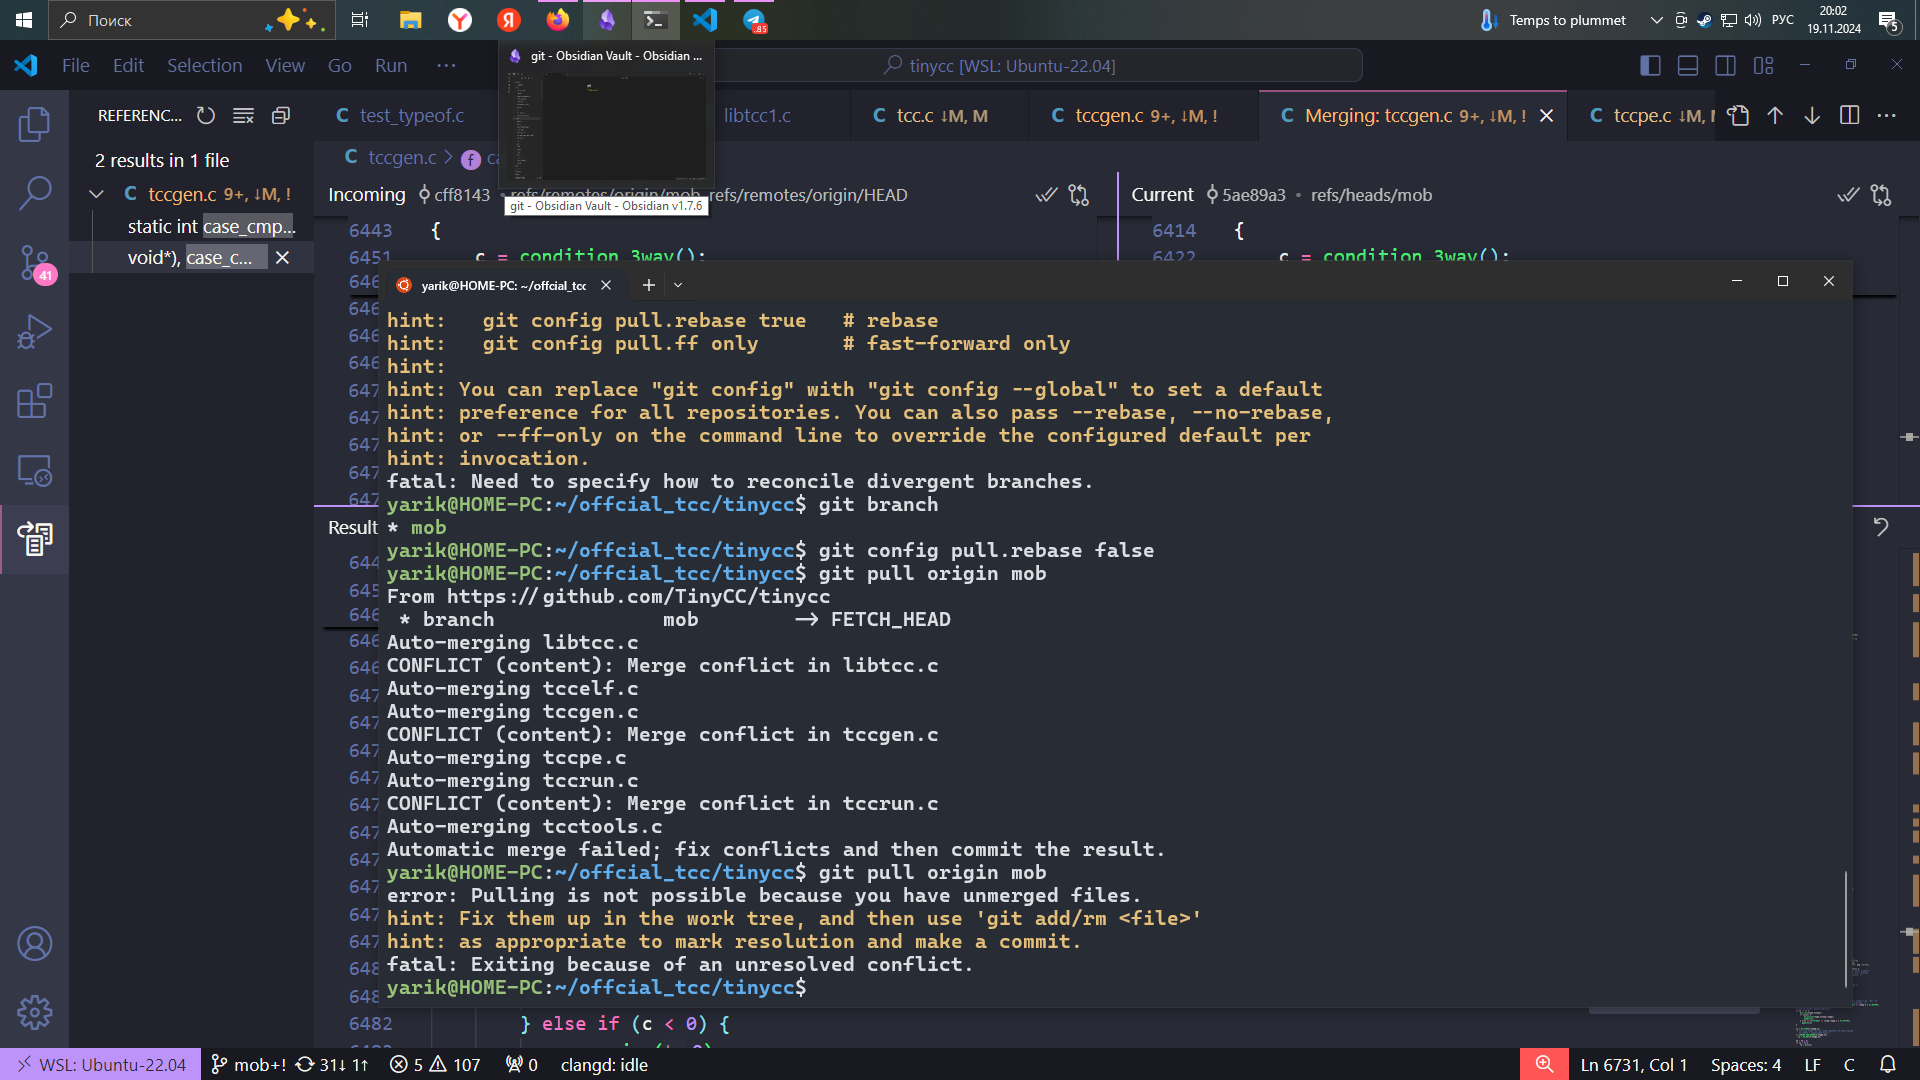 Поиск
Temps to plummet
РУС
20:02
19.11.2024
5
85
File Edit Selection View Go Run ···
tinycc [WSL: Ubuntu-22.04]
git - Obsidian Vault - Obsidian ...
git - Obsidian Vault - Obsidian v1.7.6
REFERENC...
C test_typeof.c
libtcc1.c
C tcc.c ↓M, M
C tccgen.c 9+, ↓M, !
C Merging: tccgen.c 9+, ↓M, !
C tccpe.c ↓M,
2 results in 1 file
C tccgen.c 9+, ↓M, !
static int case_cmp...
void*), case_c...
41
C tccgen.c > f
Incoming cff8143 • refs/remotes/origin/mob, refs/remotes/origin/HEAD
Current 5ae89a3 • refs/heads/mob
6443 {
6451 c = condition_3way();
6414 {
6422 c = condition_3way();
yarik@HOME-PC: ~/offcial_tcc
hint:   git config pull.rebase true   # rebase
hint:   git config pull.ff only       # fast-forward only
hint:
hint: You can replace "git config" with "git config --global" to set a default
hint: preference for all repositories. You can also pass --rebase, --no-rebase,
hint: or --ff-only on the command line to override the configured default per
hint: invocation.
fatal: Need to specify how to reconcile divergent branches.
yarik@HOME-PC:~/offcial_tcc/tinycc$ git branch
* mob
yarik@HOME-PC:~/offcial_tcc/tinycc$ git config pull.rebase false
yarik@HOME-PC:~/offcial_tcc/tinycc$ git pull origin mob
From https://github.com/TinyCC/tinycc
 * branch              mob        -> FETCH_HEAD
Auto-merging libtcc.c
CONFLICT (content): Merge conflict in libtcc.c
Auto-merging tccelf.c
Auto-merging tccgen.c
CONFLICT (content): Merge conflict in tccgen.c
Auto-merging tccpe.c
Auto-merging tccrun.c
CONFLICT (content): Merge conflict in tccrun.c
Auto-merging tcctools.c
Automatic merge failed; fix conflicts and then commit the result.
yarik@HOME-PC:~/offcial_tcc/tinycc$ git pull origin mob
error: Pulling is not possible because you have unmerged files.
hint: Fix them up in the work tree, and then use 'git add/rm <file>'
hint: as appropriate to mark resolution and make a commit.
fatal: Exiting because of an unresolved conflict.
yarik@HOME-PC:~/offcial_tcc/tinycc$
Result
6482 } else if (c < 0) {
WSL: Ubuntu-22.04 mob+! 31↓ 1↑ 5 107 0 clangd: idle
Ln 6731, Col 1 Spaces: 4 LF C